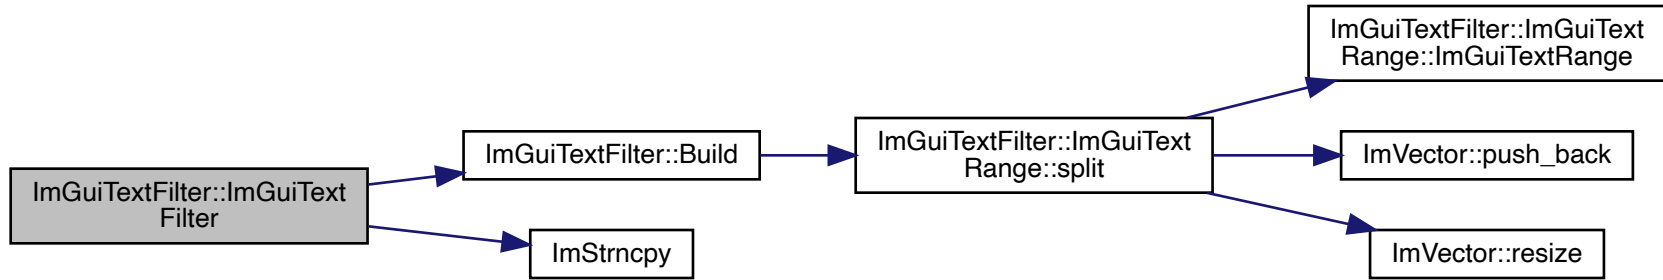 ImGuiTextFilter::ImGuiText
Filter
ImGuiTextFilter::Build
ImStrncpy
ImGuiTextFilter::ImGuiText
Range::split
ImGuiTextFilter::ImGuiText
Range::ImGuiTextRange
ImVector::push_back
ImVector::resize